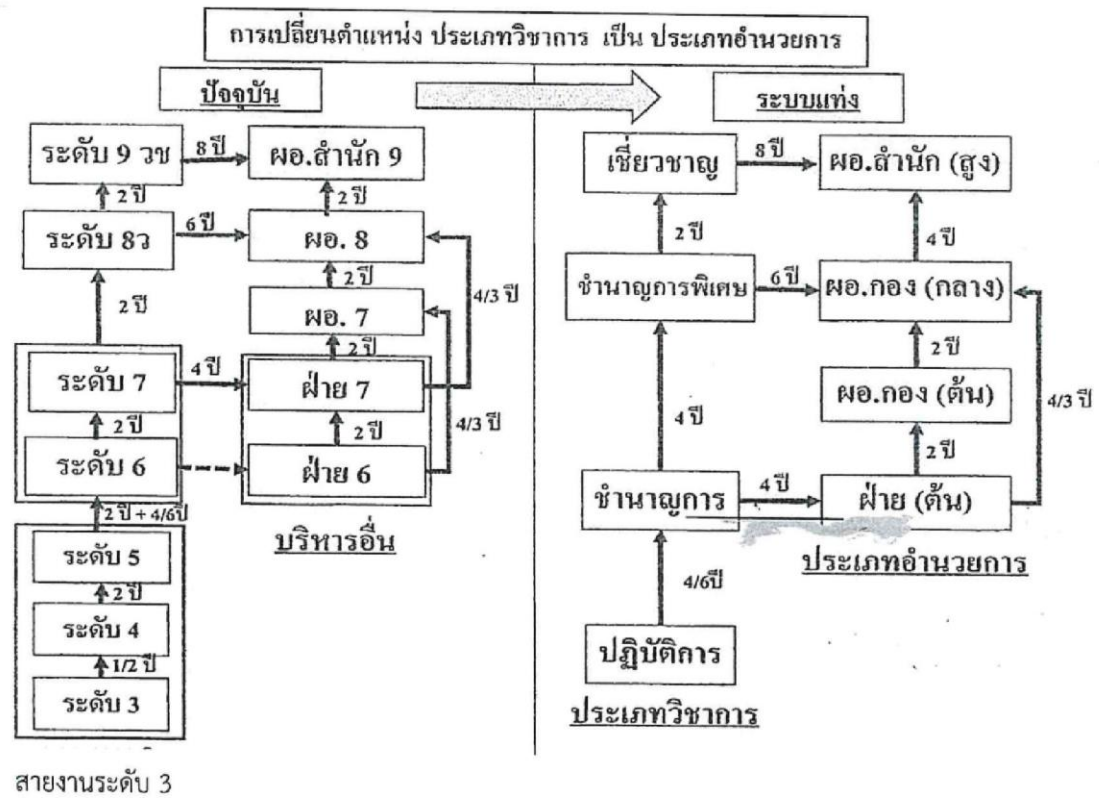 การเปลี่ยนตำแหน่ง ประเภทวิชาการ เป็น ประเภทอำนวยการ
ปัจจุบัน
ระดับ 9 วช
8 ปี
ผอ.สำนัก 9
2 ปี
2 ปี
ระดับ 8ว
6 ปี
ผอ. 8
2 ปี
2 ปี
4/3 ปี
ผอ. 7
2 ปี
ระดับ 7
4 ปี
ฝ่าย 7
2 ปี
2 ปี
4/3 ปี
ระดับ 6
ฝ่าย 6
2 ปี + 4/6ปี
บริหารอื่น
ระดับ 5
2 ปี
ระดับ 4
1/2 ปี
ระดับ 3
ระบบแท่ง
เชี่ยวชาญ
8 ปี
ผอ.สำนัก (สูง)
2 ปี
4 ปี
ชำนาญการพิเศษ
6 ปี
ผอ.กอง (กลาง)
2 ปี
ผอ.กอง (ต้น)
4 ปี
4/3 ปี
2 ปี
ชำนาญการ
4 ปี
ฝ่าย (ต้น)
ประเภทอำนวยการ
4/6ปี
ปฏิบัติการ
ประเภทวิชาการ
สายงานระดับ 3